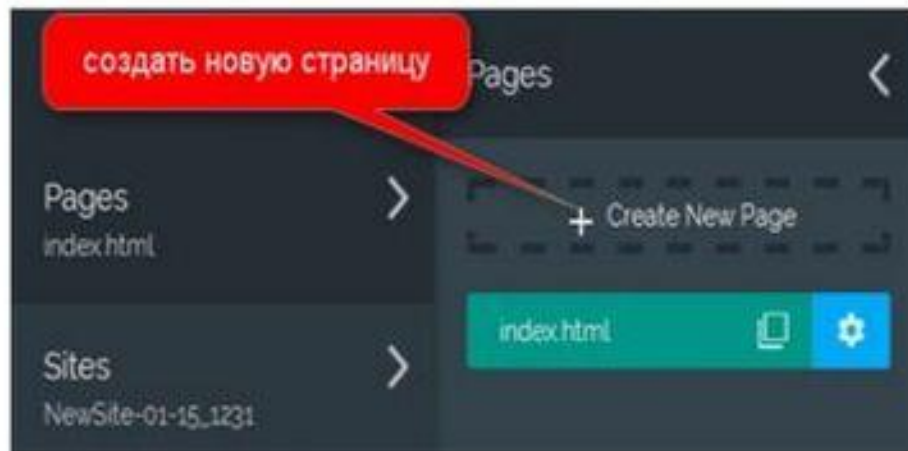 создать новую страницу
Pages
Pages
index.html
+ Create New Page
index.html
Sites
NewSite-01-15_1231